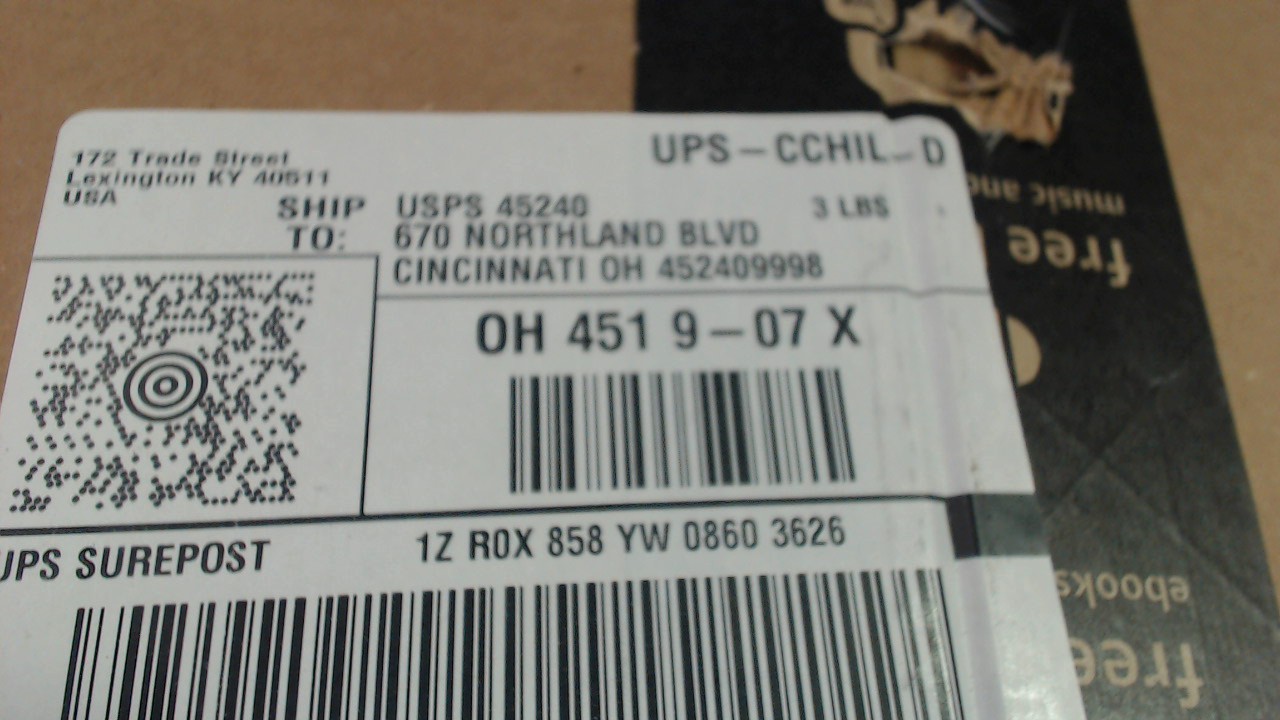 172 Trade Street
Lexington KY 40511
USA
UPS-CCHIL-D
SHIP TO:
USPS 45240
3 LBS
670 NORTHLAND BLVD
CINCINNATI OH 452409998
OH 451 9-07 X
UPS SUREPOST
1Z R0X 858 YW 0860 3626
free
music and
free
ebooks